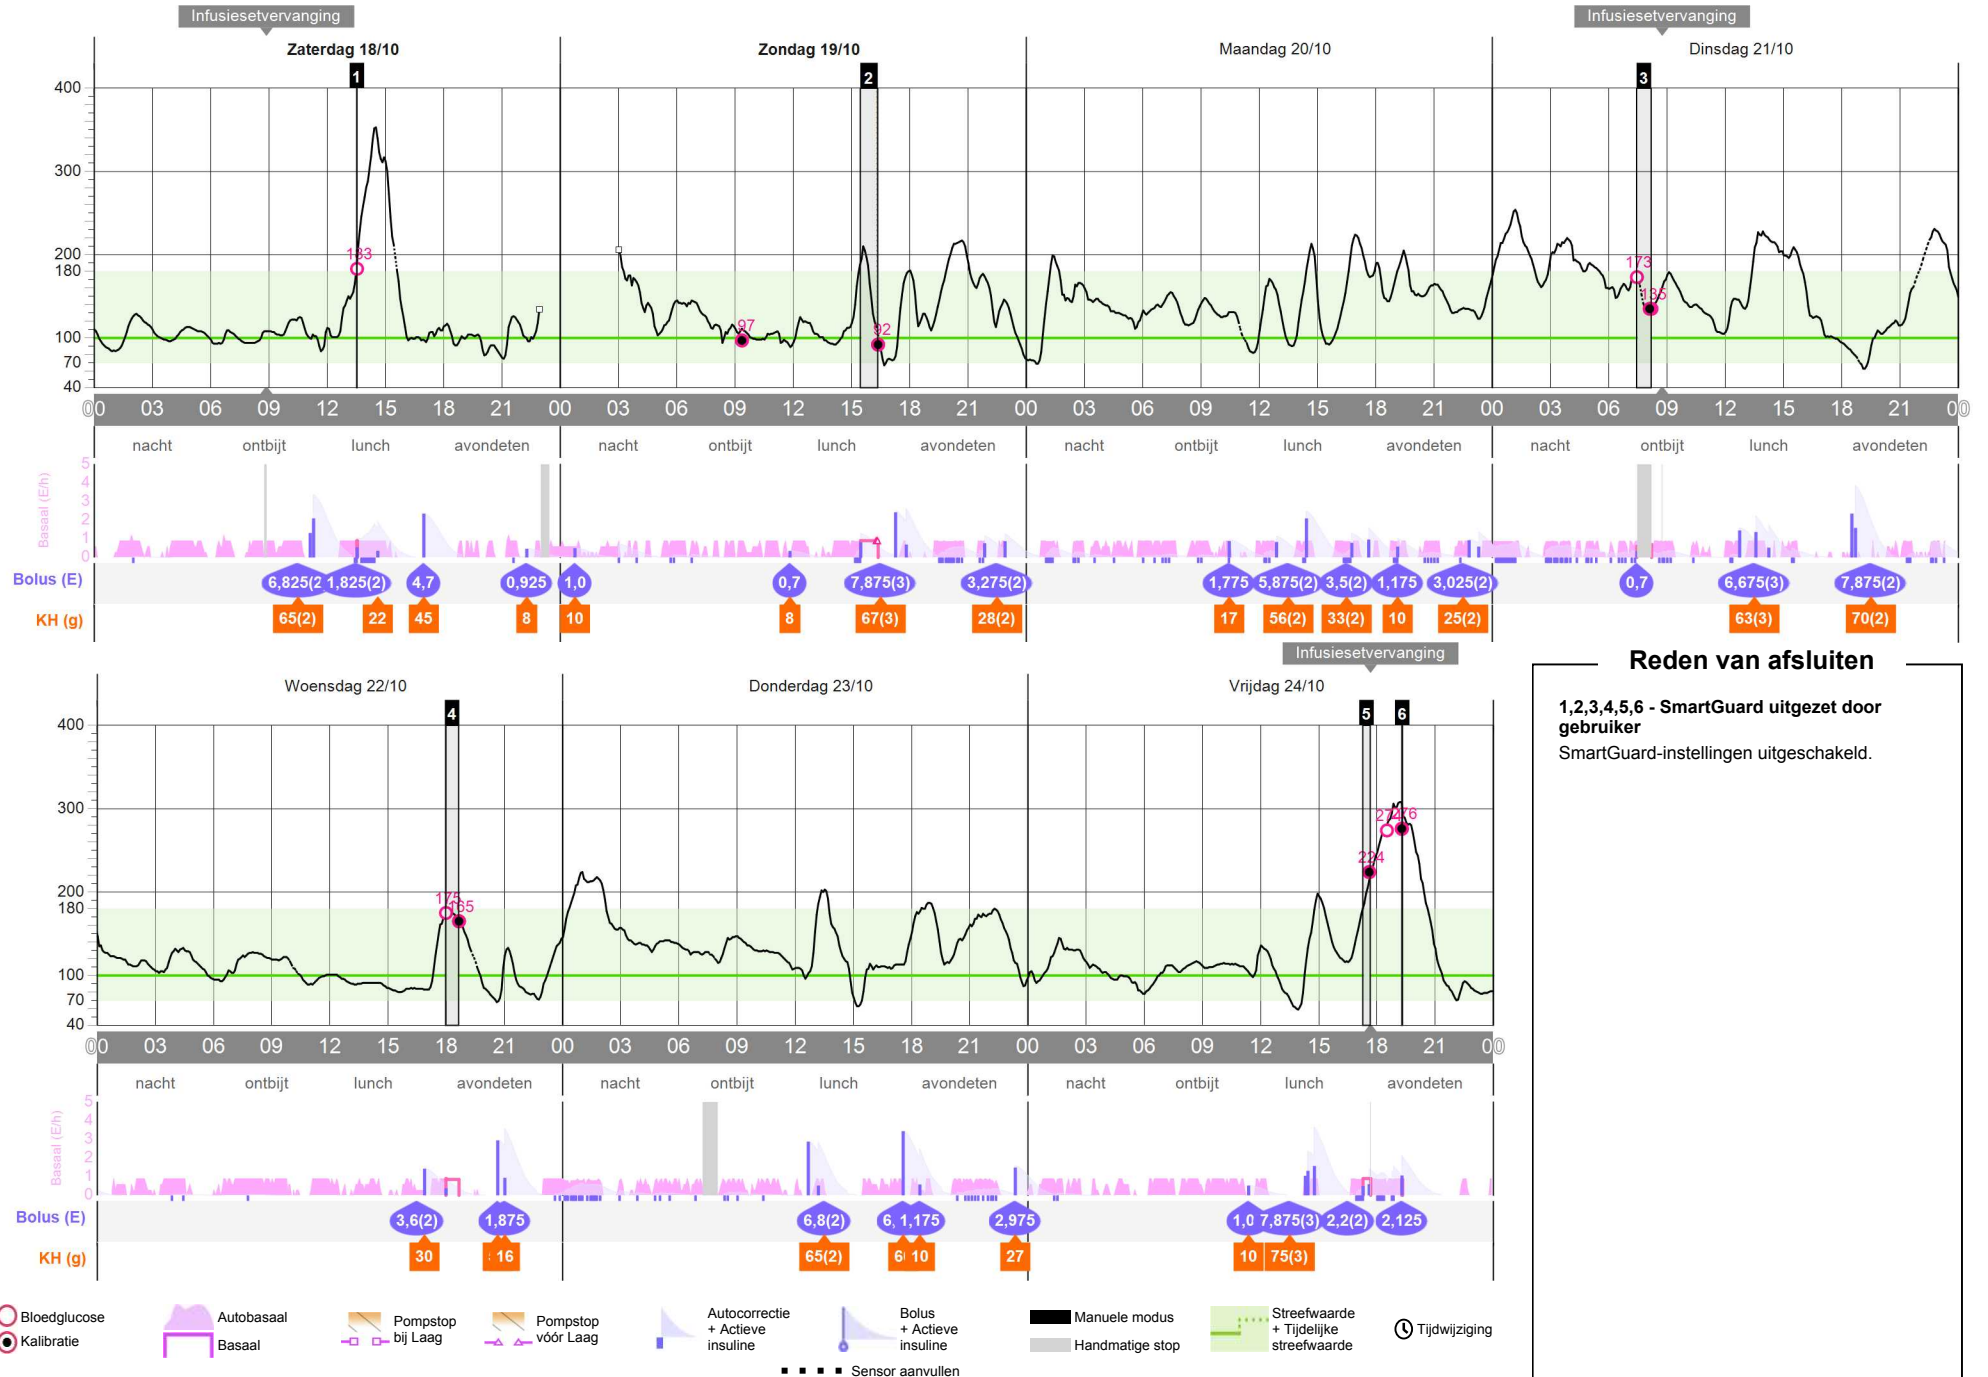 Infusiesetvervanging Infusiesetvervanging
Zaterdag 18/10 Zondag 19/10 Maandag 20/10 Dinsdag 21/10
1 2 3
400
300
200
180
100
70
40
183 97 92 173 135
00 03 06 09 12 15 18 21 00 03 06 09 12 15 18 21 00 03 06 09 12 15 18 21 00 03 06 09 12 15 18 21 00
nacht ontbijt lunch avondeten nacht ontbijt lunch avondeten nacht ontbijt lunch avondeten nacht ontbijt lunch avondeten
Basaal (E/h)
5
4
3
2
1
0
Bolus (E) 6,825(2 1,825(2) 4,7 0,925 1,0 0,7 7,875(3) 3,275(2) 1,775 5,875(2) 3,5(2) 1,175 3,025(2) 0,7 6,675(3) 7,875(2)
KH (g) 65(2) 22 45 8 10 8 67(3) 28(2) 17 56(2) 33(2) 10 25(2) 63(3) 70(2)
Infusiesetvervanging
Woensdag 22/10 Donderdag 23/10 Vrijdag 24/10
4 5 6
400
300
200
180
100
70
40
175 165 224 276
00 03 06 09 12 15 18 21 00 03 06 09 12 15 18 21 00 03 06 09 12 15 18 21 00
nacht ontbijt lunch avondeten nacht ontbijt lunch avondeten nacht ontbijt lunch avondeten
Basaal (E/h)
5
4
3
2
1
0
Bolus (E) 3,6(2) 1,875 6,8(2) 6, 1,175 2,975 1,0 7,875(3) 2,2(2) 2,125
KH (g) 30 16 65(2) 10 27 10 75(3)
Reden van afsluiten
1,2,3,4,5,6 - SmartGuard uitgezet door
gebruiker
SmartGuard-instellingen uitgeschakeld.
Bloedglucose
Kalibratie
Autobasaal
Basaal
Pompstop
bij Laag
Pompstop
vóór Laag
Autocorrectie
+ Actieve
insuline
Bolus
+ Actieve
insuline
Manuele modus
Handmatige stop
Streefwaarde
+ Tijdelijke
streefwaarde
Tijdwijziging
Sensor aanvullen